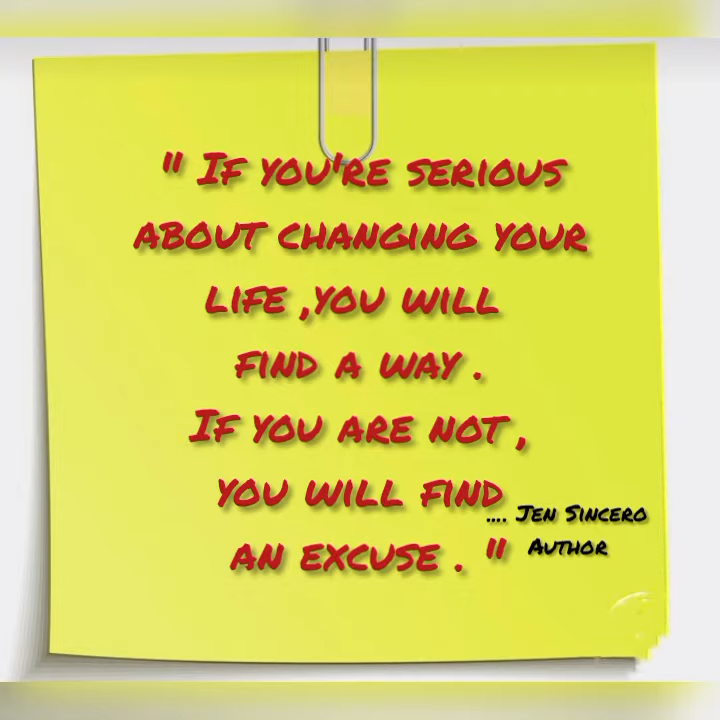 " If you're serious
about changing your
life ,you will
find a way .
If you are not ,
you will find
.... Jen Sincero
an excuse . "
Author